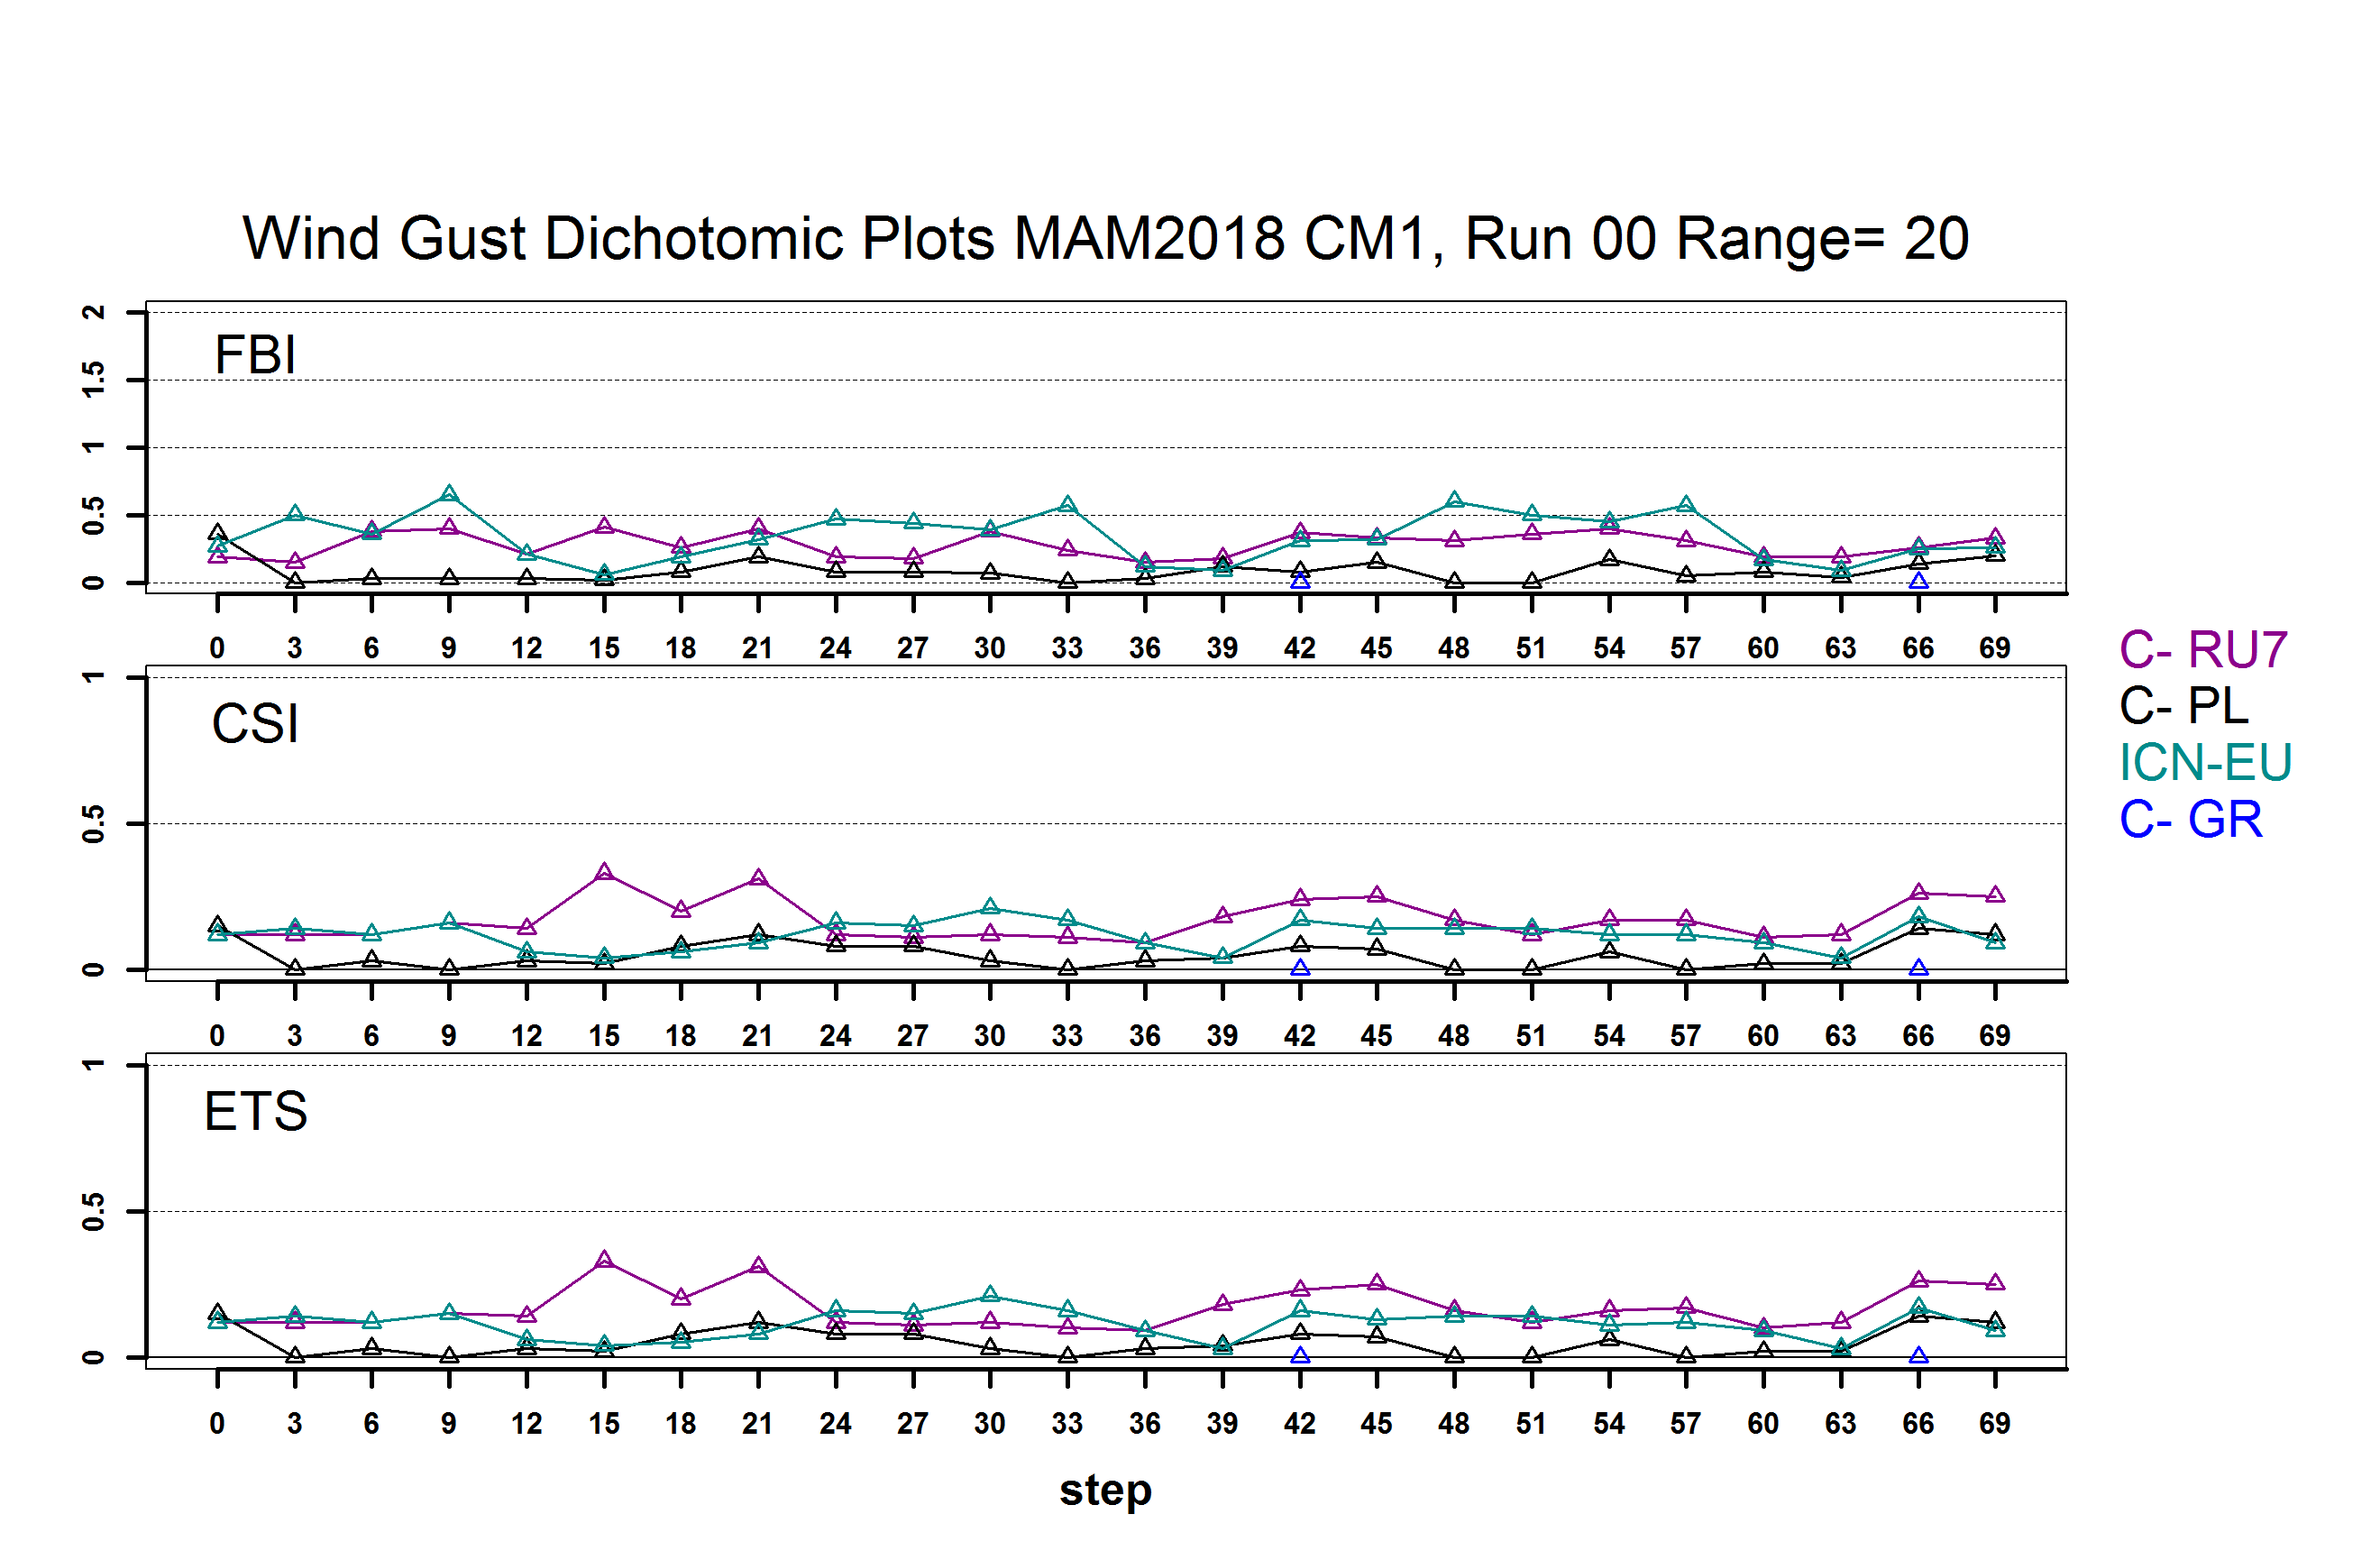 Wind Gust Dichotomic Plots MAM2018 CM1, Run 00 Range= 20
2
1.5
1
0.5
0
FBI
0 3 6 9 12 15 18 21 24 27 30 33 36 39 42 45 48 51 54 57 60 63 66 69
1
0.5
0
CSI
0 3 6 9 12 15 18 21 24 27 30 33 36 39 42 45 48 51 54 57 60 63 66 69
1
0.5
0
ETS
0 3 6 9 12 15 18 21 24 27 30 33 36 39 42 45 48 51 54 57 60 63 66 69
step
C- RU7
C- PL
ICN-EU
C- GR